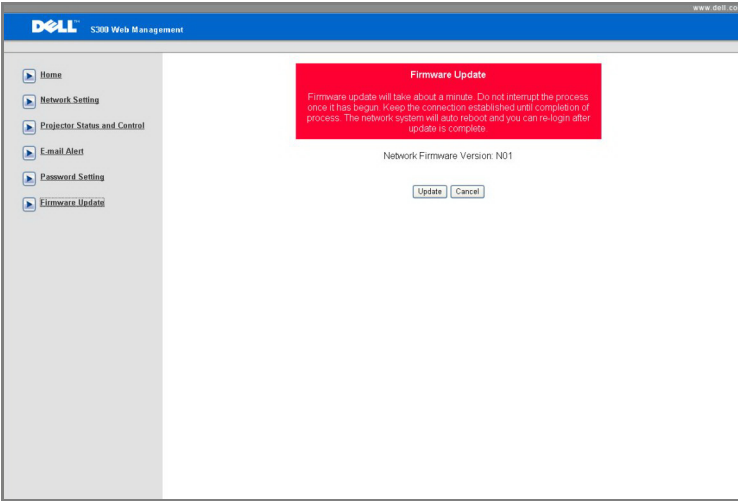 www.dell.co
DELL™ S300 Web Management
Home
Network Setting
Projector Status and Control
E-mail Alert
Password Setting
Firmware Update
Firmware Update
Firmware update will take about a minute. Do not interrupt the process
once it has begun. Keep the connection established until completion of
process. The network system will auto reboot and you can re-login after
update is complete.
Network Firmware Version: N01
Update Cancel